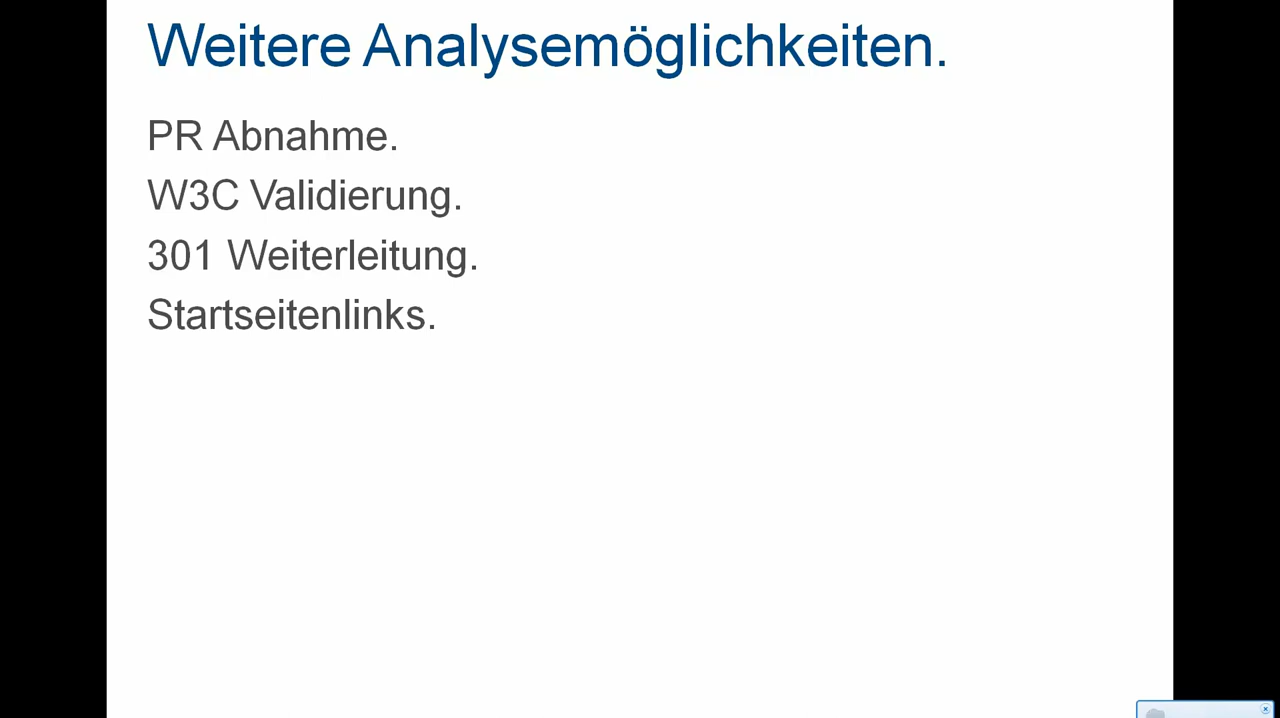 Weitere Analysemöglichkeiten.
PR Abnahme.
W3C Validierung.
301 Weiterleitung.
Startseitenlinks.